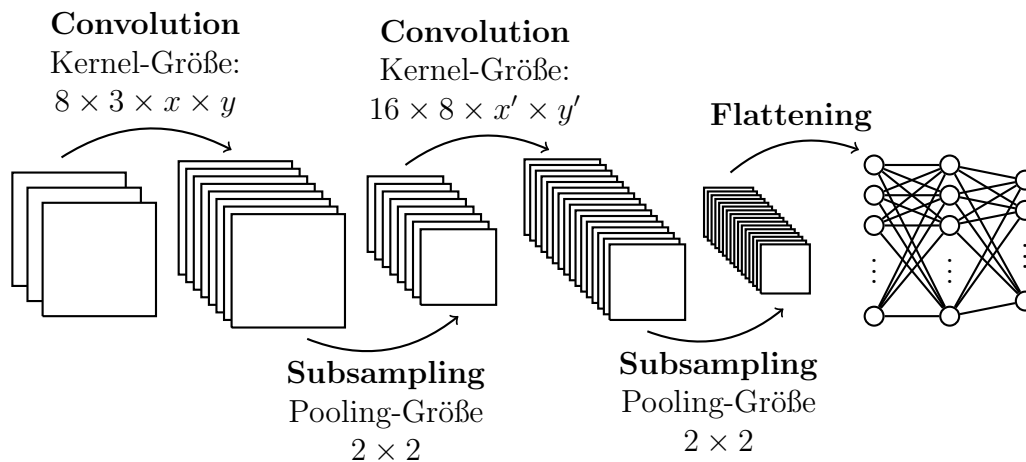 Convolution
Kernel-Größe:
8 × 3 × x × y
Convolution
Kernel-Größe:
16 × 8 × x′ × y′
Flattening
Subsampling
Pooling-Größe
2 × 2
Subsampling
Pooling-Größe
2 × 2